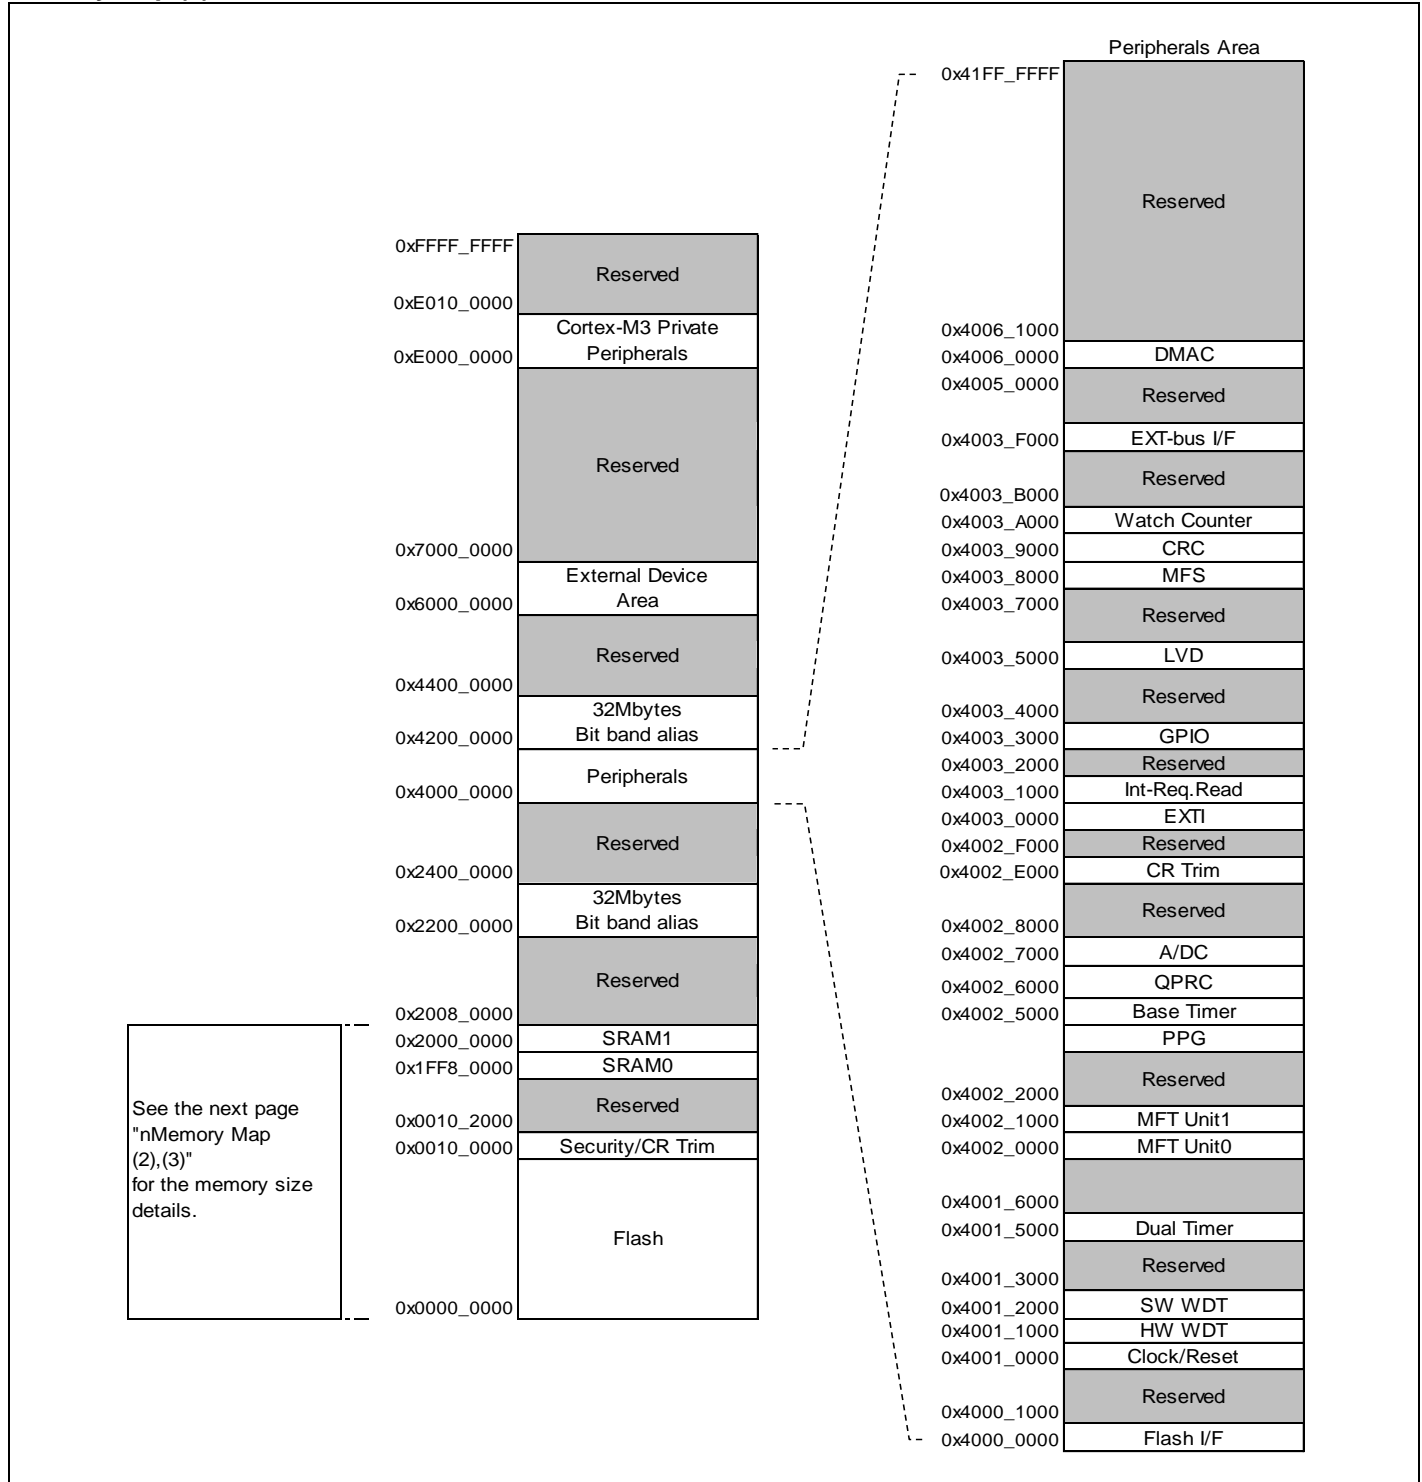 Peripherals Area
0x41FF_FFFF
Reserved
0x4006_1000
0x4006_0000 DMAC
0x4005_0000
Reserved
0x4003_F000 EXT-bus I/F
Reserved
0x4003_B000
0x4003_A000 Watch Counter
0x4003_9000 CRC
0x4003_8000 MFS
0x4003_7000
Reserved
0x4003_5000 LVD
Reserved
0x4003_4000
0x4003_3000 GPIO
0x4003_2000 Reserved
0x4003_1000 Int-Req.Read
0x4003_0000 EXTI
0x4002_F000 Reserved
0x4002_E000 CR Trim
Reserved
0x4002_8000
0x4002_7000 A/DC
0x4002_6000 QPRC
0x4002_5000 Base Timer
PPG
Reserved
0x4002_2000
0x4002_1000 MFT Unit1
0x4002_0000 MFT Unit0
0x4001_6000
0x4001_5000 Dual Timer
Reserved
0x4001_3000
0x4001_2000 SW WDT
0x4001_1000 HW WDT
0x4001_0000 Clock/Reset
Reserved
0x4000_1000
0x4000_0000 Flash I/F
0xFFFF_FFFF
Reserved
0xE010_0000
Cortex-M3 Private
0xE000_0000 Peripherals
Reserved
0x7000_0000
External Device
0x6000_0000 Area
Reserved
0x4400_0000
32Mbytes
0x4200_0000 Bit band alias
Peripherals
0x4000_0000
Reserved
0x2400_0000
32Mbytes
0x2200_0000 Bit band alias
Reserved
0x2008_0000
0x2000_0000 SRAM1
0x1FF8_0000 SRAM0
Reserved
0x0010_2000
0x0010_0000 Security/CR Trim
Flash
0x0000_0000
See the next page
"nMemory Map
(2),(3)"
for the memory size
details.